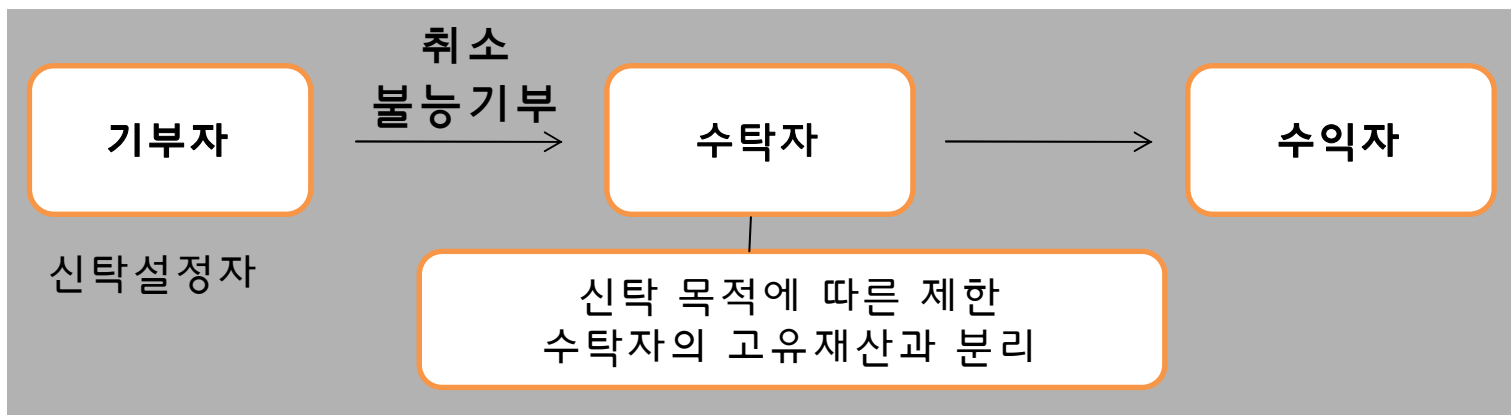 취소
불능기부
기부자
수탁자
수익자
신탁설정자
신탁 목적에 따른 제한
수탁자의 고유재산과 분리